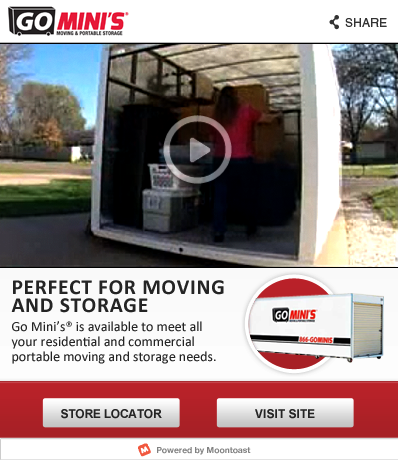 GO MINI'S®
MOVING & PORTABLE STORAGE
SHARE
PERFECT FOR MOVING
AND STORAGE
Go Mini's® is available to meet all
your residential and commercial
portable moving and storage needs.
GO MINI'S
866-GOMINIS
STORE LOCATOR
VISIT SITE
Powered by Moontoast